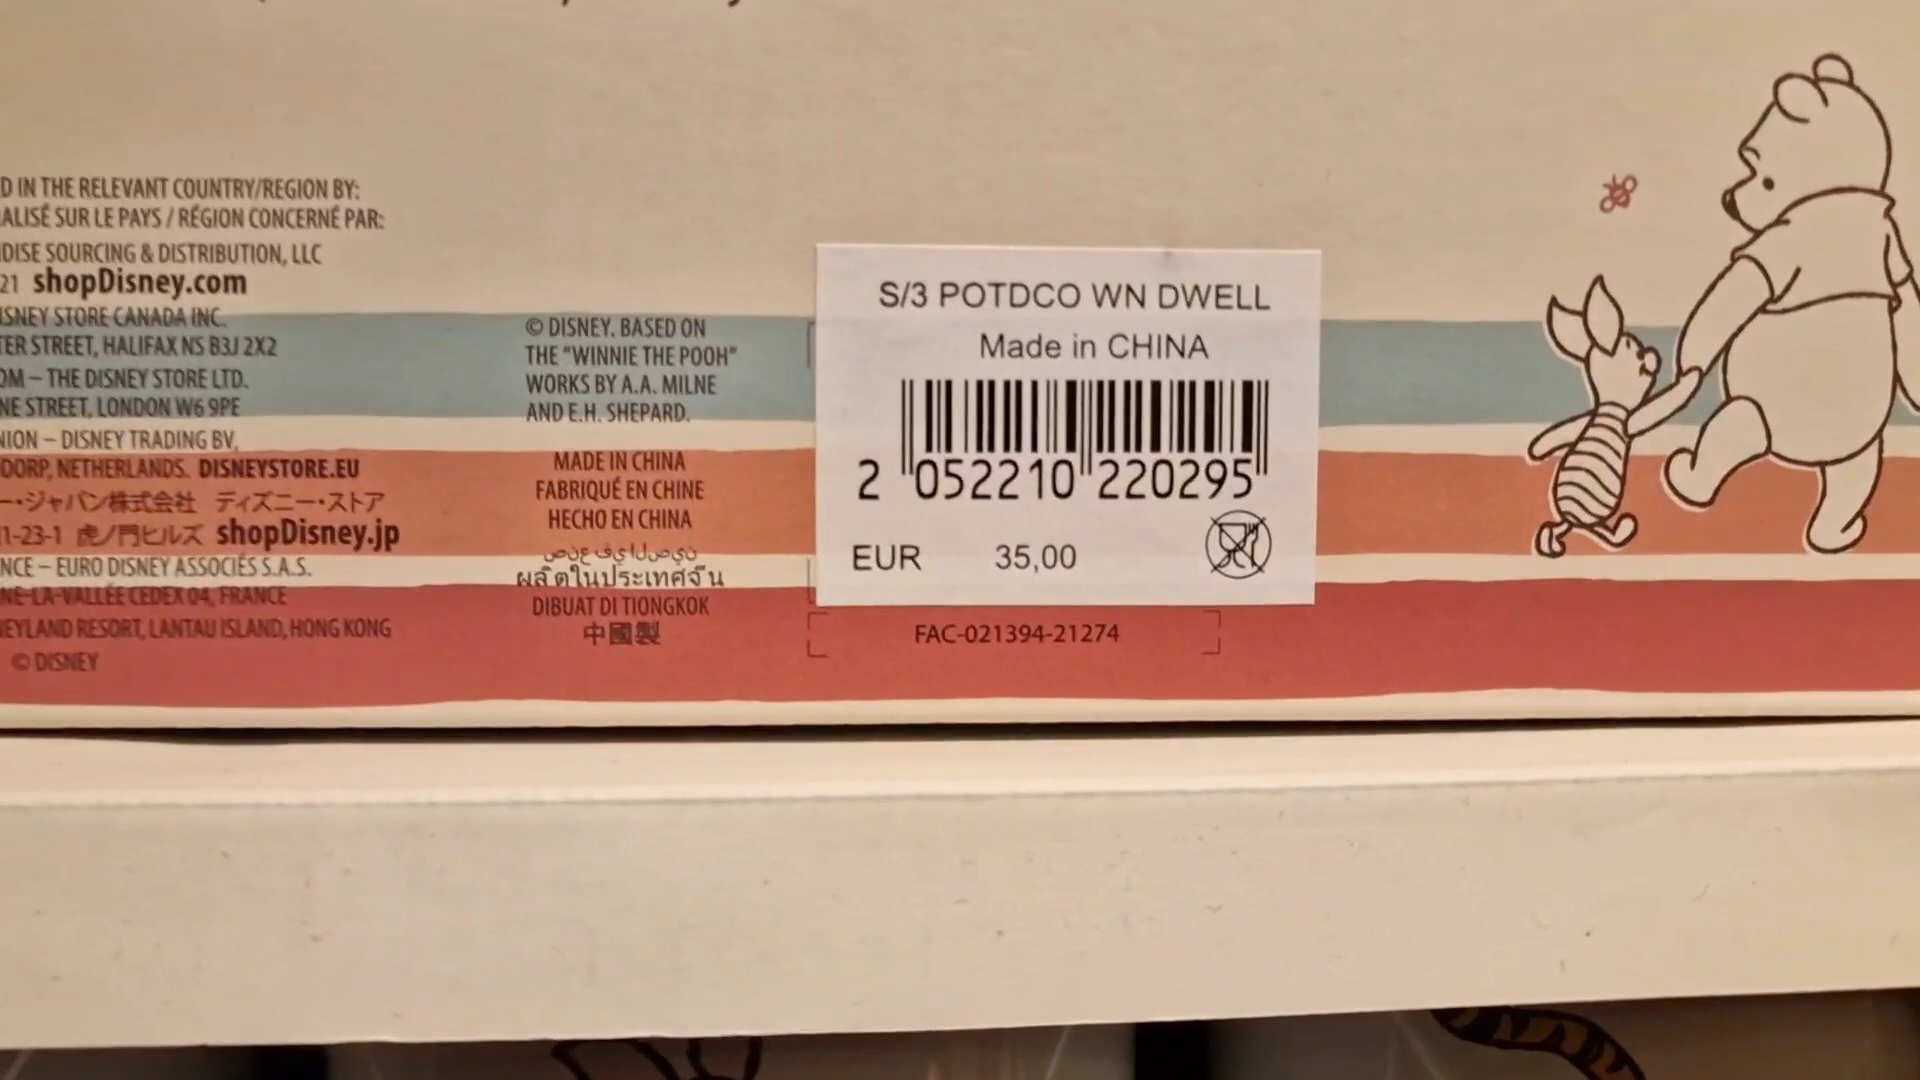 D IN THE RELEVANT COUNTRY/REGION BY:
ALISÉ SUR LE PAYS / RÉGION CONCERNÉ PAR:
DISE SOURCING & DISTRIBUTION, LLC
21 shopDisney.com
ISNEY STORE CANADA INC.
TER STREET, HALIFAX NS B3J 2X2
OM – THE DISNEY STORE LTD.
NE STREET, LONDON W6 9PE
NION – DISNEY TRADING BV,
DORP, NETHERLANDS. DISNEYSTORE.EU
ー・ジャパン株式会社 ディズニー・ストア
1-23-1 虎ノ門ヒルズ shopDisney.jp
NCE – EURO DISNEY ASSOCIÉS S.A.S.
NE-LA-VALLÉE CEDEX 04, FRANCE
NEYLAND RESORT, LANTAU ISLAND, HONG KONG
© DISNEY
© DISNEY. BASED ON
THE "WINNIE THE POOH"
WORKS BY A.A. MILNE
AND E.H. SHEPARD.
MADE IN CHINA
FABRIQUÉ EN CHINE
HECHO EN CHINA
صنع في الصين
ผลิตในประเทศจีน
DIBUAT DI TIONGKOK
中國製
S/3 POTDCO WN DWELL
Made in CHINA
2 052210 220295
EUR 35,00
FAC-021394-21274